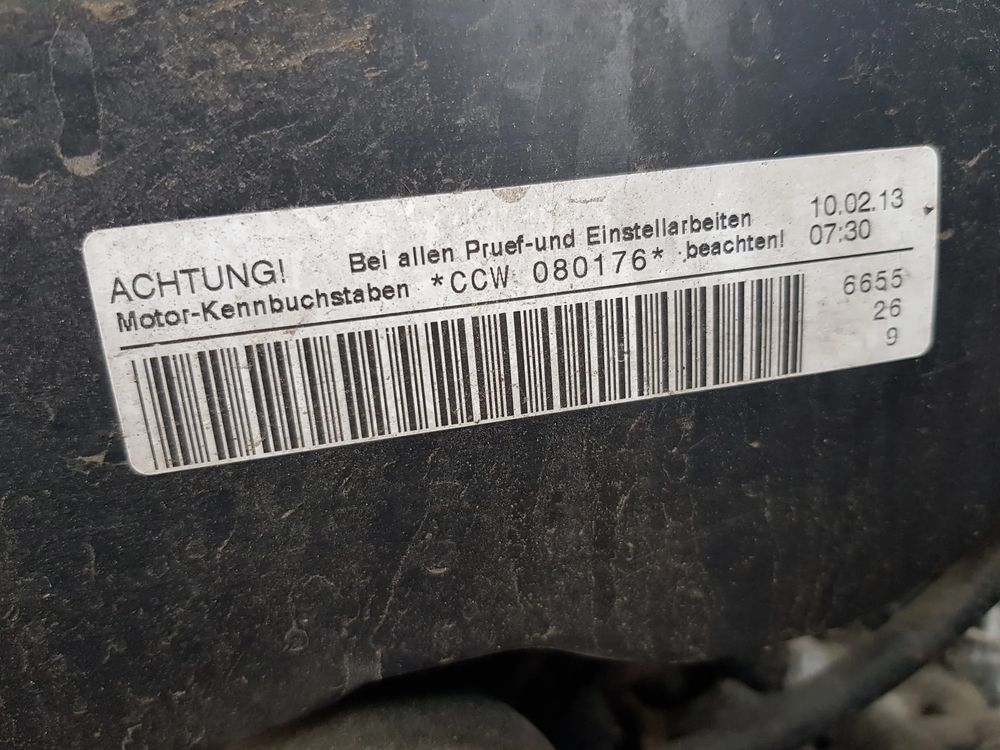 ACHTUNG! Bei allen Pruef-und Einstellarbeiten 10.02.13
Motor-Kennbuchstaben *CCW 080176* beachten! 07:30
6655
26
9